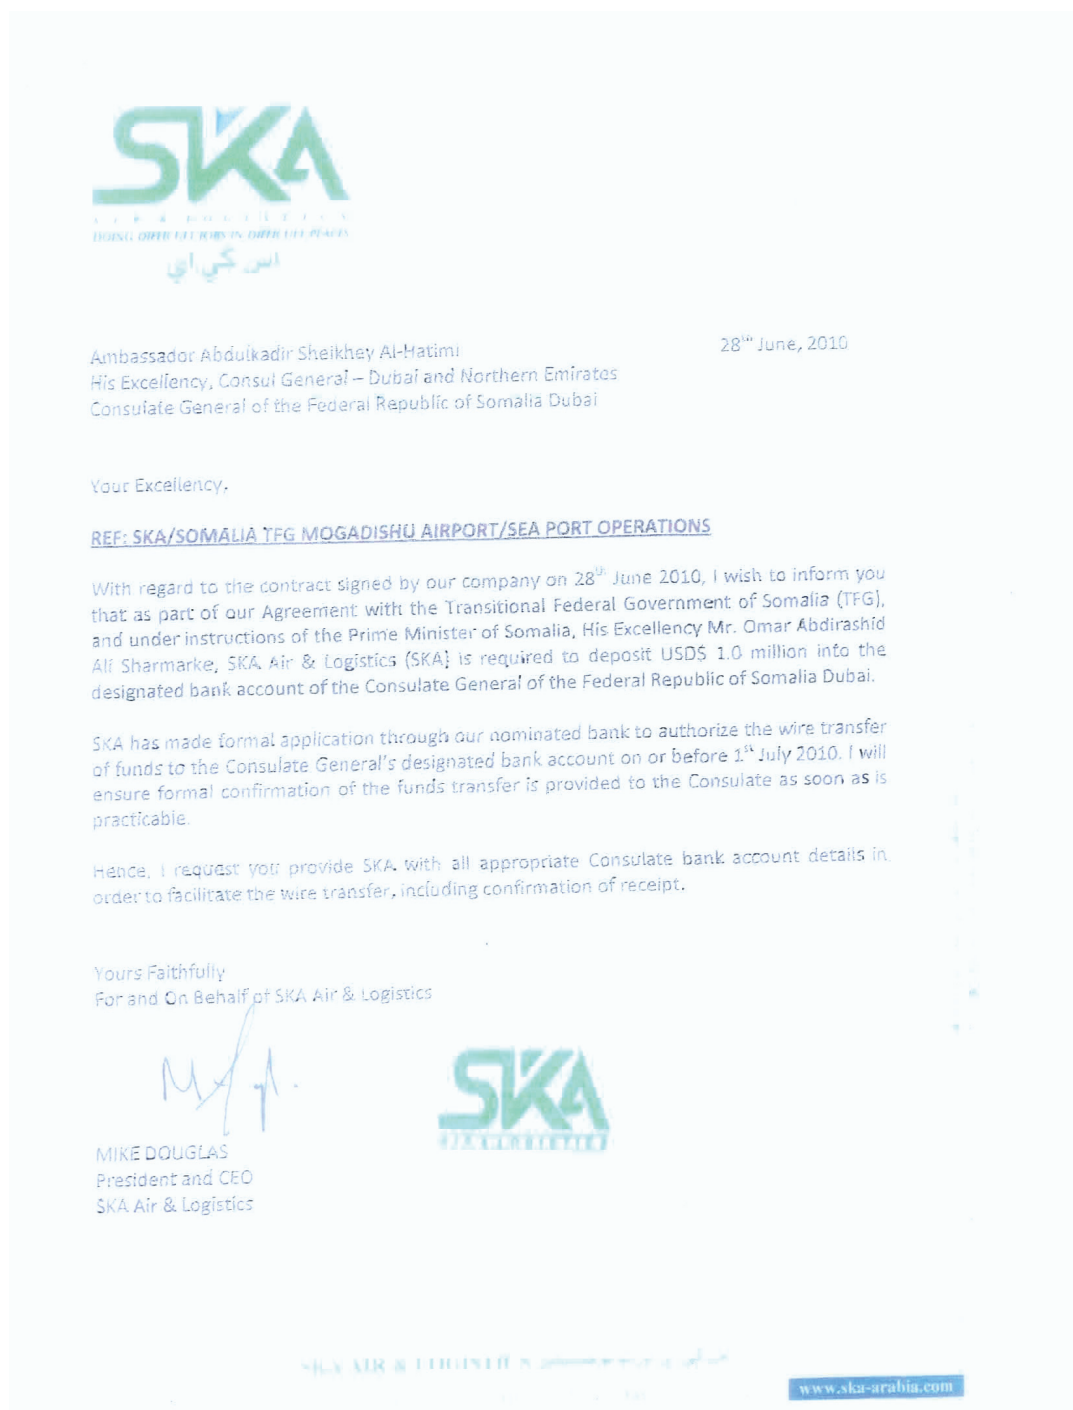 SKA
DOING DIFFICULT JOBS IN DIFFICULT PLACES
اس كي اي
Ambassador Abdulkadir Sheikhey Al-Hatimi
28th June, 2010
His Excellency, Consul General – Dubai and Northern Emirates
Consulate General of the Federal Republic of Somalia Dubai
Your Excellency,
REF: SKA/SOMALIA TFG MOGADISHU AIRPORT/SEA PORT OPERATIONS
With regard to the contract signed by our company on 28th June 2010, I wish to inform you
that as part of our Agreement with the Transitional Federal Government of Somalia (TFG),
and under instructions of the Prime Minister of Somalia, His Excellency Mr. Omar Abdirashid
Ali Sharmarke, SKA Air & Logistics (SKA) is required to deposit USD$ 1.0 million into the
designated bank account of the Consulate General of the Federal Republic of Somalia Dubai.
SKA has made formal application through our nominated bank to authorize the wire transfer
of funds to the Consulate General's designated bank account on or before 1st July 2010. I will
ensure formal confirmation of the funds transfer is provided to the Consulate as soon as is
practicable.
Hence, I request you provide SKA with all appropriate Consulate bank account details in
order to facilitate the wire transfer, including confirmation of receipt.
Yours Faithfully
For and On Behalf of SKA Air & Logistics
SKA
AIR & LOGISTICS
MIKE DOUGLAS
President and CEO
SKA Air & Logistics
SKA AIR & LOGISTICS
www.ska-arabia.com